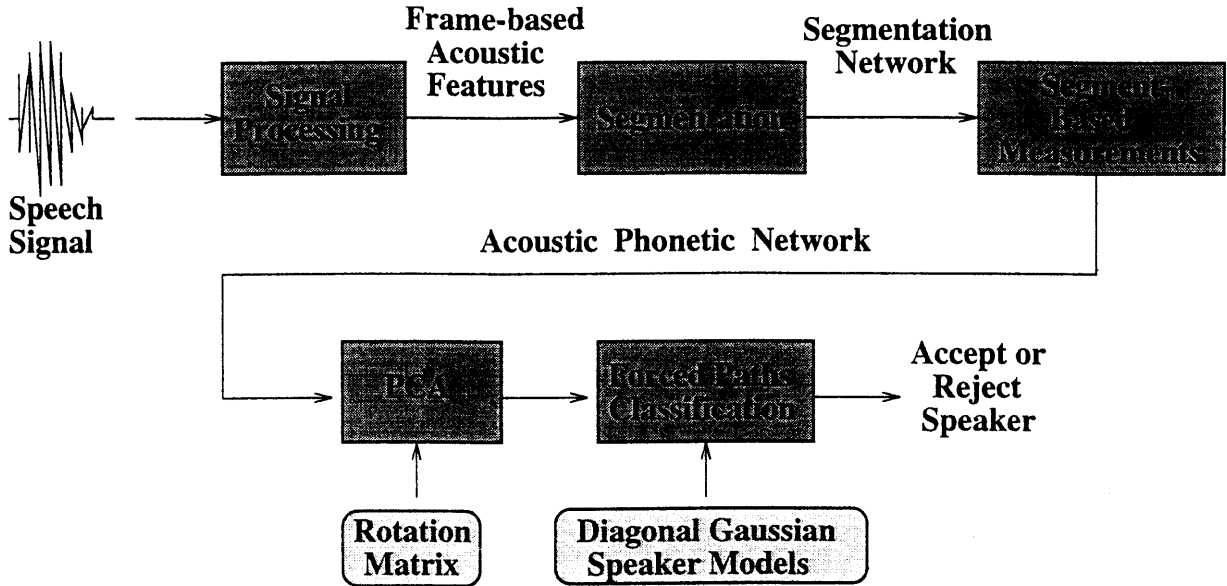 Frame-based
Acoustic
Features
Segmentation
Network
Signal
Processing
Segmentation
Segment-
Based
Measurements
Speech
Signal
Acoustic Phonetic Network
PCA
Forced Paths
Classification
Accept or
Reject
Speaker
Rotation
Matrix
Diagonal Gaussian
Speaker Models